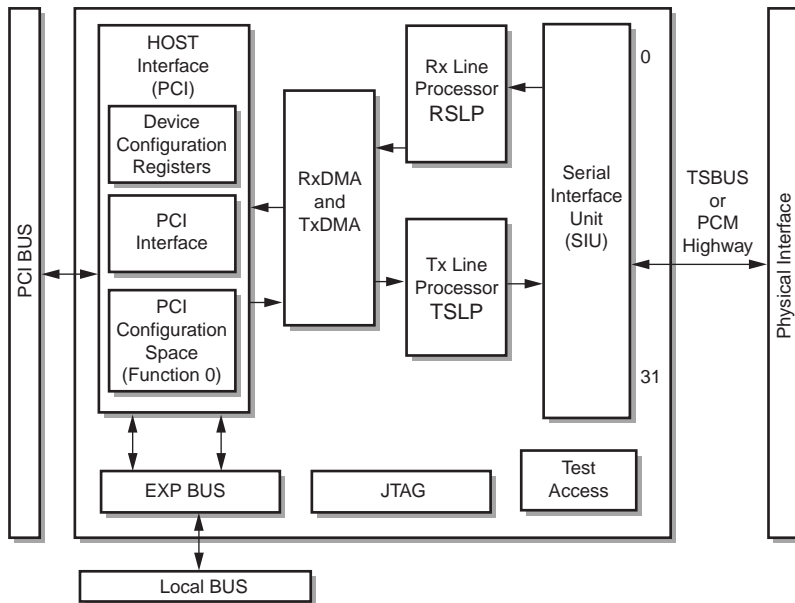 PCI BUS
HOST
Interface
(PCI)
Device
Configuration
Registers
PCI
Interface
PCI
Configuration
Space
(Function 0)
RxDMA
and
TxDMA
Rx Line
Processor
RSLP
Tx Line
Processor
TSLP
Serial
Interface
Unit
(SIU)
0
31
TSBUS
or
PCM
Highway
Physical Interface
EXP BUS
JTAG
Test
Access
Local BUS